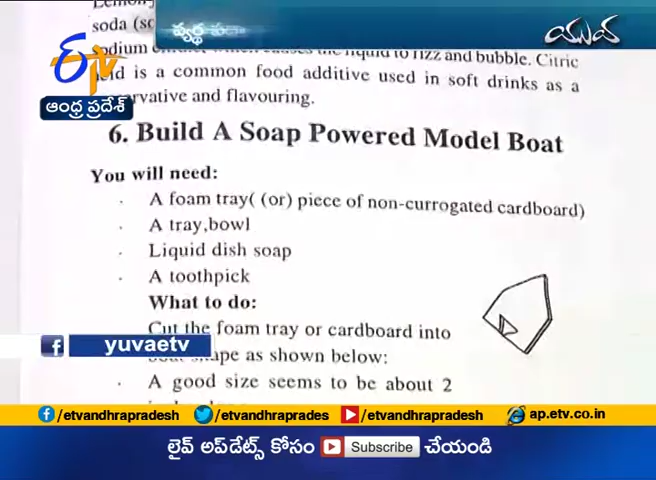 soda (so
యువ
sodium which causes the liquid to fizz and bubble. Citric
acid is a common food additive used in soft drinks as a
ervative and flavouring.
ఆంధ్ర ప్రదేశ్
6. Build A Soap Powered Model Boat
You will need:
· A foam tray( (or) piece of non-currogated cardboard)
· A tray,bowl
· Liquid dish soap
· A toothpick
What to do:
Cut the foam tray or cardboard into
yuvaetv
shape as shown below:
· A good size seems to be about 2
/etvandhrapradesh /etvandhraprades /etvandhrapradesh ap.etv.co.in
లైవ్ అప్‌డేట్స్ కోసం Subscribe చేయండి